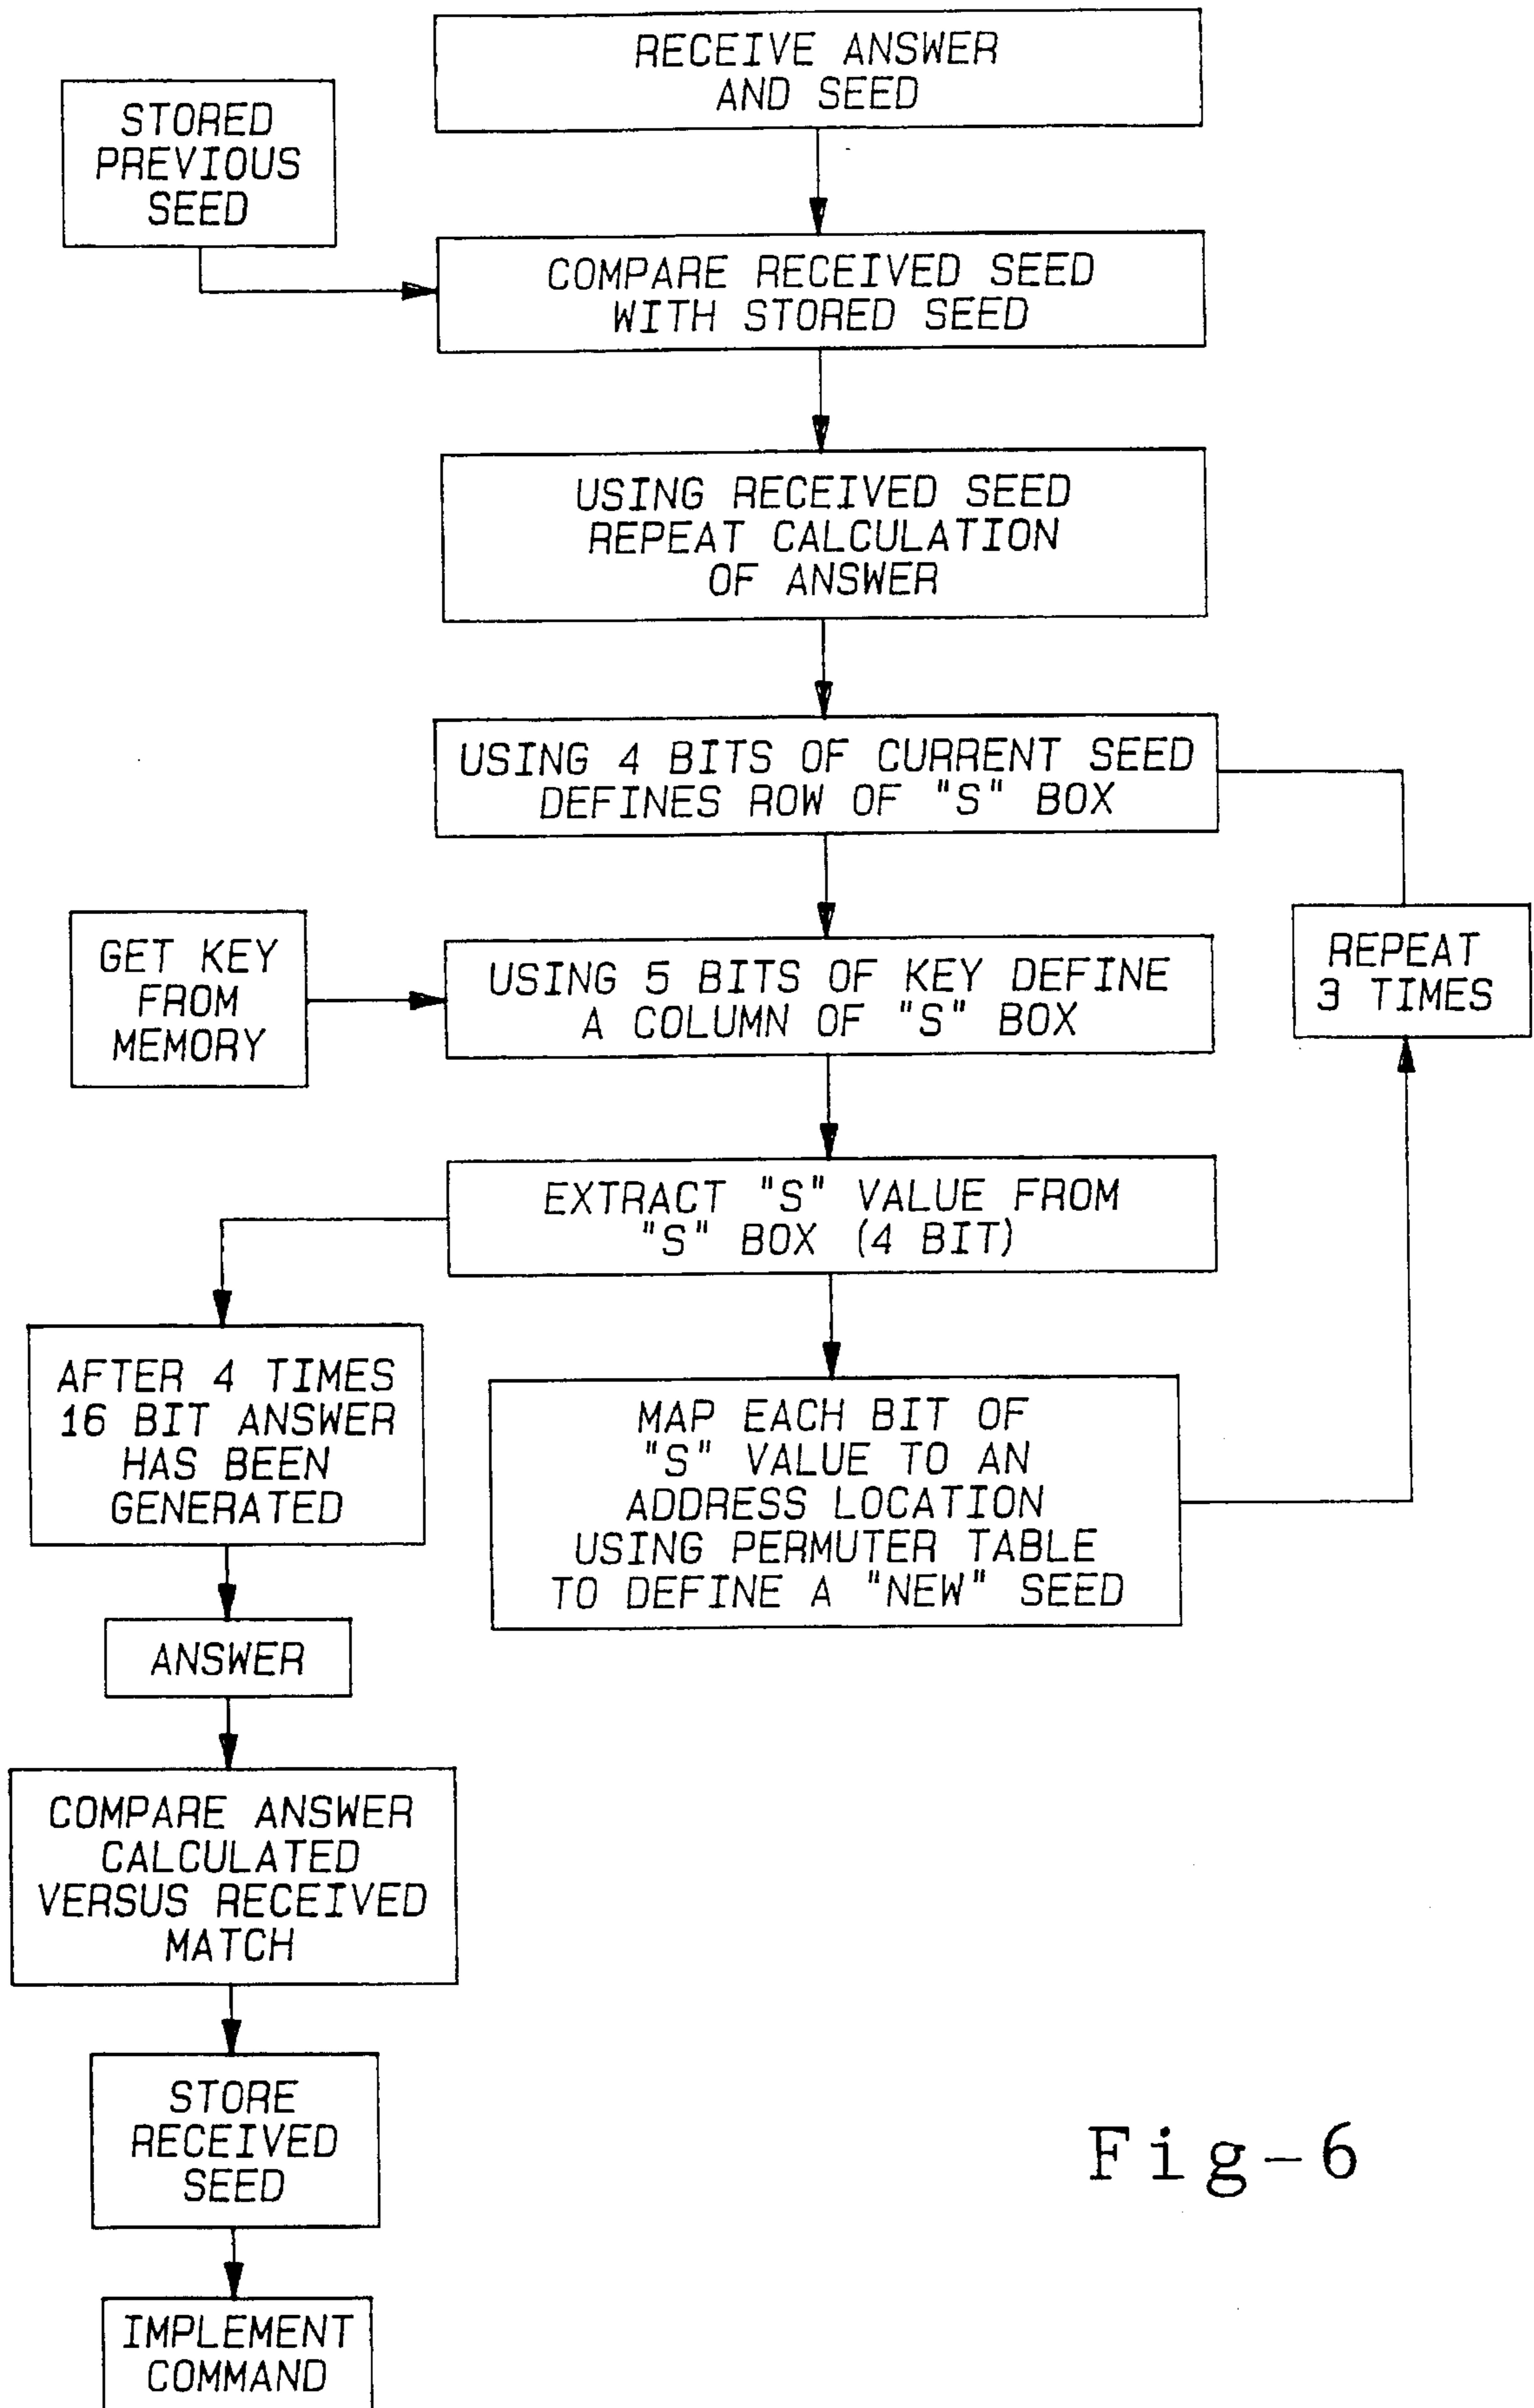 RECEIVE ANSWER
AND SEED
STORED
PREVIOUS
SEED
COMPARE RECEIVED SEED
WITH STORED SEED
USING RECEIVED SEED
REPEAT CALCULATION
OF ANSWER
USING 4 BITS OF CURRENT SEED
DEFINES ROW OF "S" BOX
GET KEY
FROM
MEMORY
USING 5 BITS OF KEY DEFINE
A COLUMN OF "S" BOX
REPEAT
3 TIMES
EXTRACT "S" VALUE FROM
"S" BOX (4 BIT)
AFTER 4 TIMES
16 BIT ANSWER
HAS BEEN
GENERATED
MAP EACH BIT OF
"S" VALUE TO AN
ADDRESS LOCATION
USING PERMUTER TABLE
TO DEFINE A "NEW" SEED
ANSWER
COMPARE ANSWER
CALCULATED
VERSUS RECEIVED
MATCH
STORE
RECEIVED
SEED
IMPLEMENT
COMMAND
Fig-6